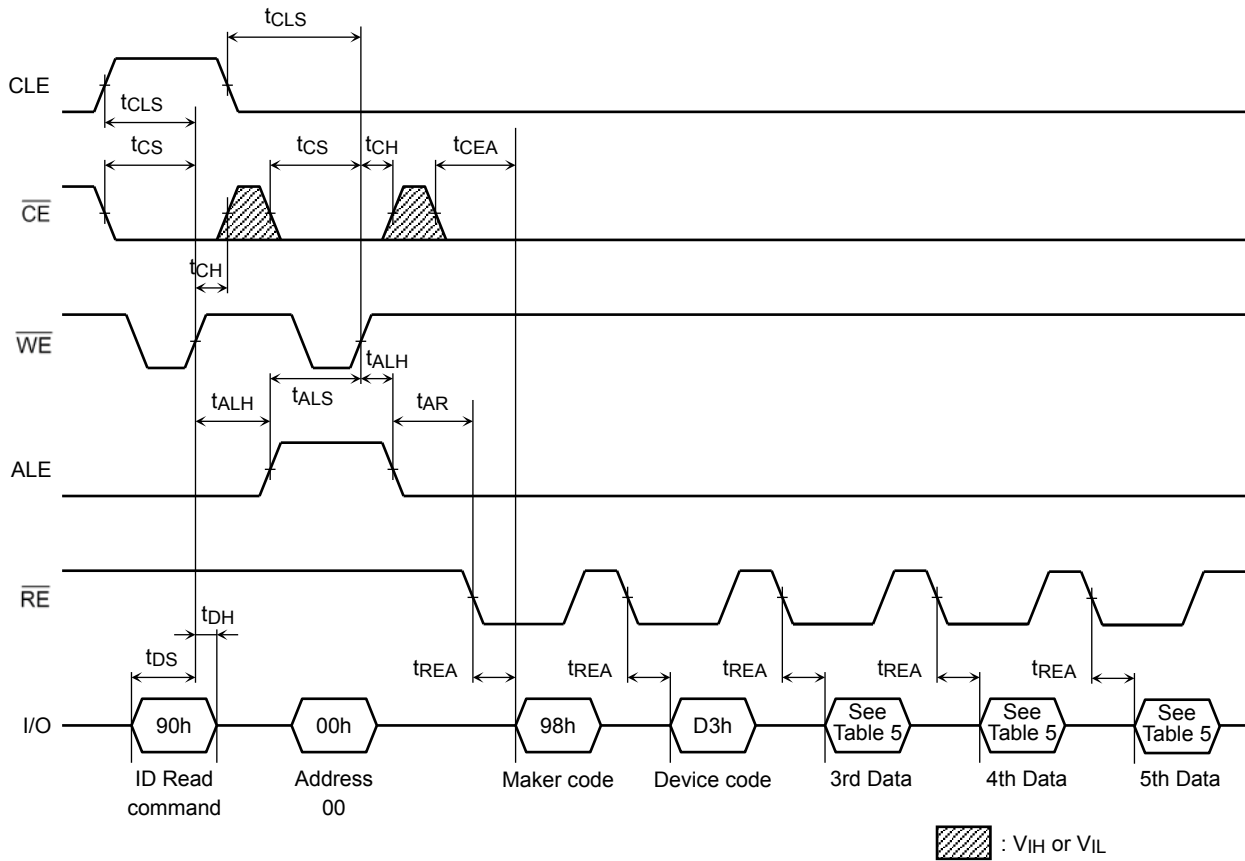 tCLS
CLE
tCLS
tCS
tCS
tCH
tCEA
CE
tCH
WE
tALH
tALH
tALS
tAR
ALE
RE
tDH
tDS
tREA
tREA
tREA
tREA
tREA
I/O
90h
00h
98h
D3h
See
Table 5
See
Table 5
See
Table 5
ID Read
command
Address
00
Maker code
Device code
3rd Data
4th Data
5th Data
: VIH or VIL